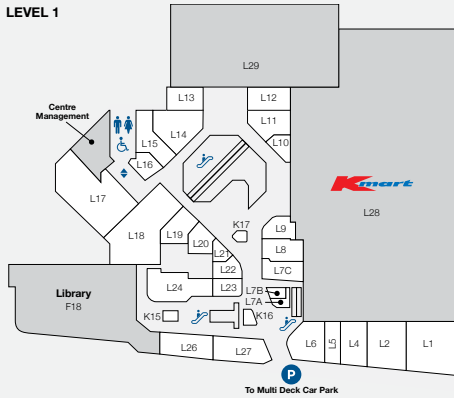 LEVEL 1
L29
L13
L12
Centre
Management
L15
L14
L11
L10
L16
Kmart
L17
L28
K17
L9
L18
L19
L20
L21
L8
L22
L7C
Library
F18
L24
L23
L7B
L7A
K15
K16
L26
L27
L6
L5
L4
L2
L1
P
To Multi Deck Car Park